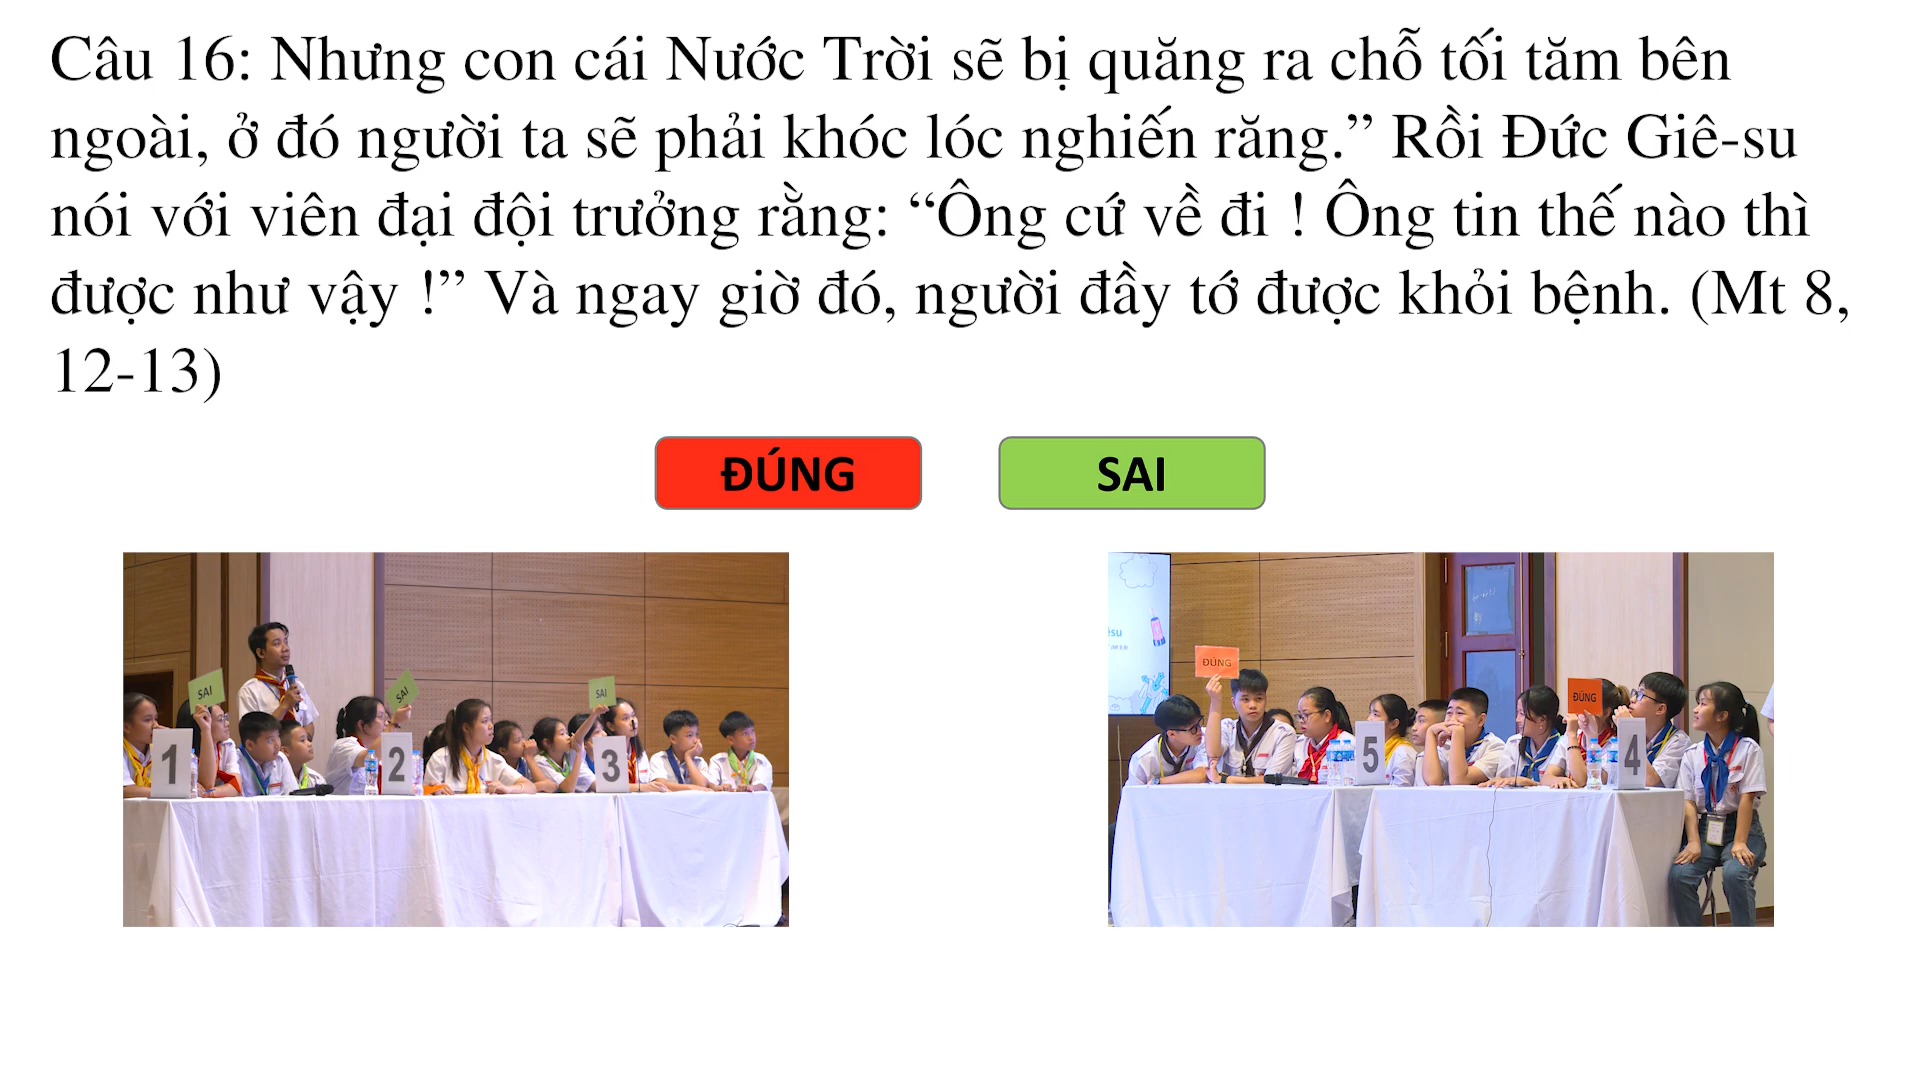 Câu 16: Nhưng con cái Nước Trời sẽ bị quăng ra chỗ tối tăm bên
ngoài, ở đó người ta sẽ phải khóc lóc nghiến răng.” Rồi Đức Giê-su
nói với viên đại đội trưởng rằng: “Ông cứ về đi ! Ông tin thế nào thì
được như vậy !” Và ngay giờ đó, người đầy tớ được khỏi bệnh. (Mt 8,
12-13)
ĐÚNG
SAI
SAI
SAI
SAI
1
2
3
êsu
ĐÚNG
ĐÚNG
5
4